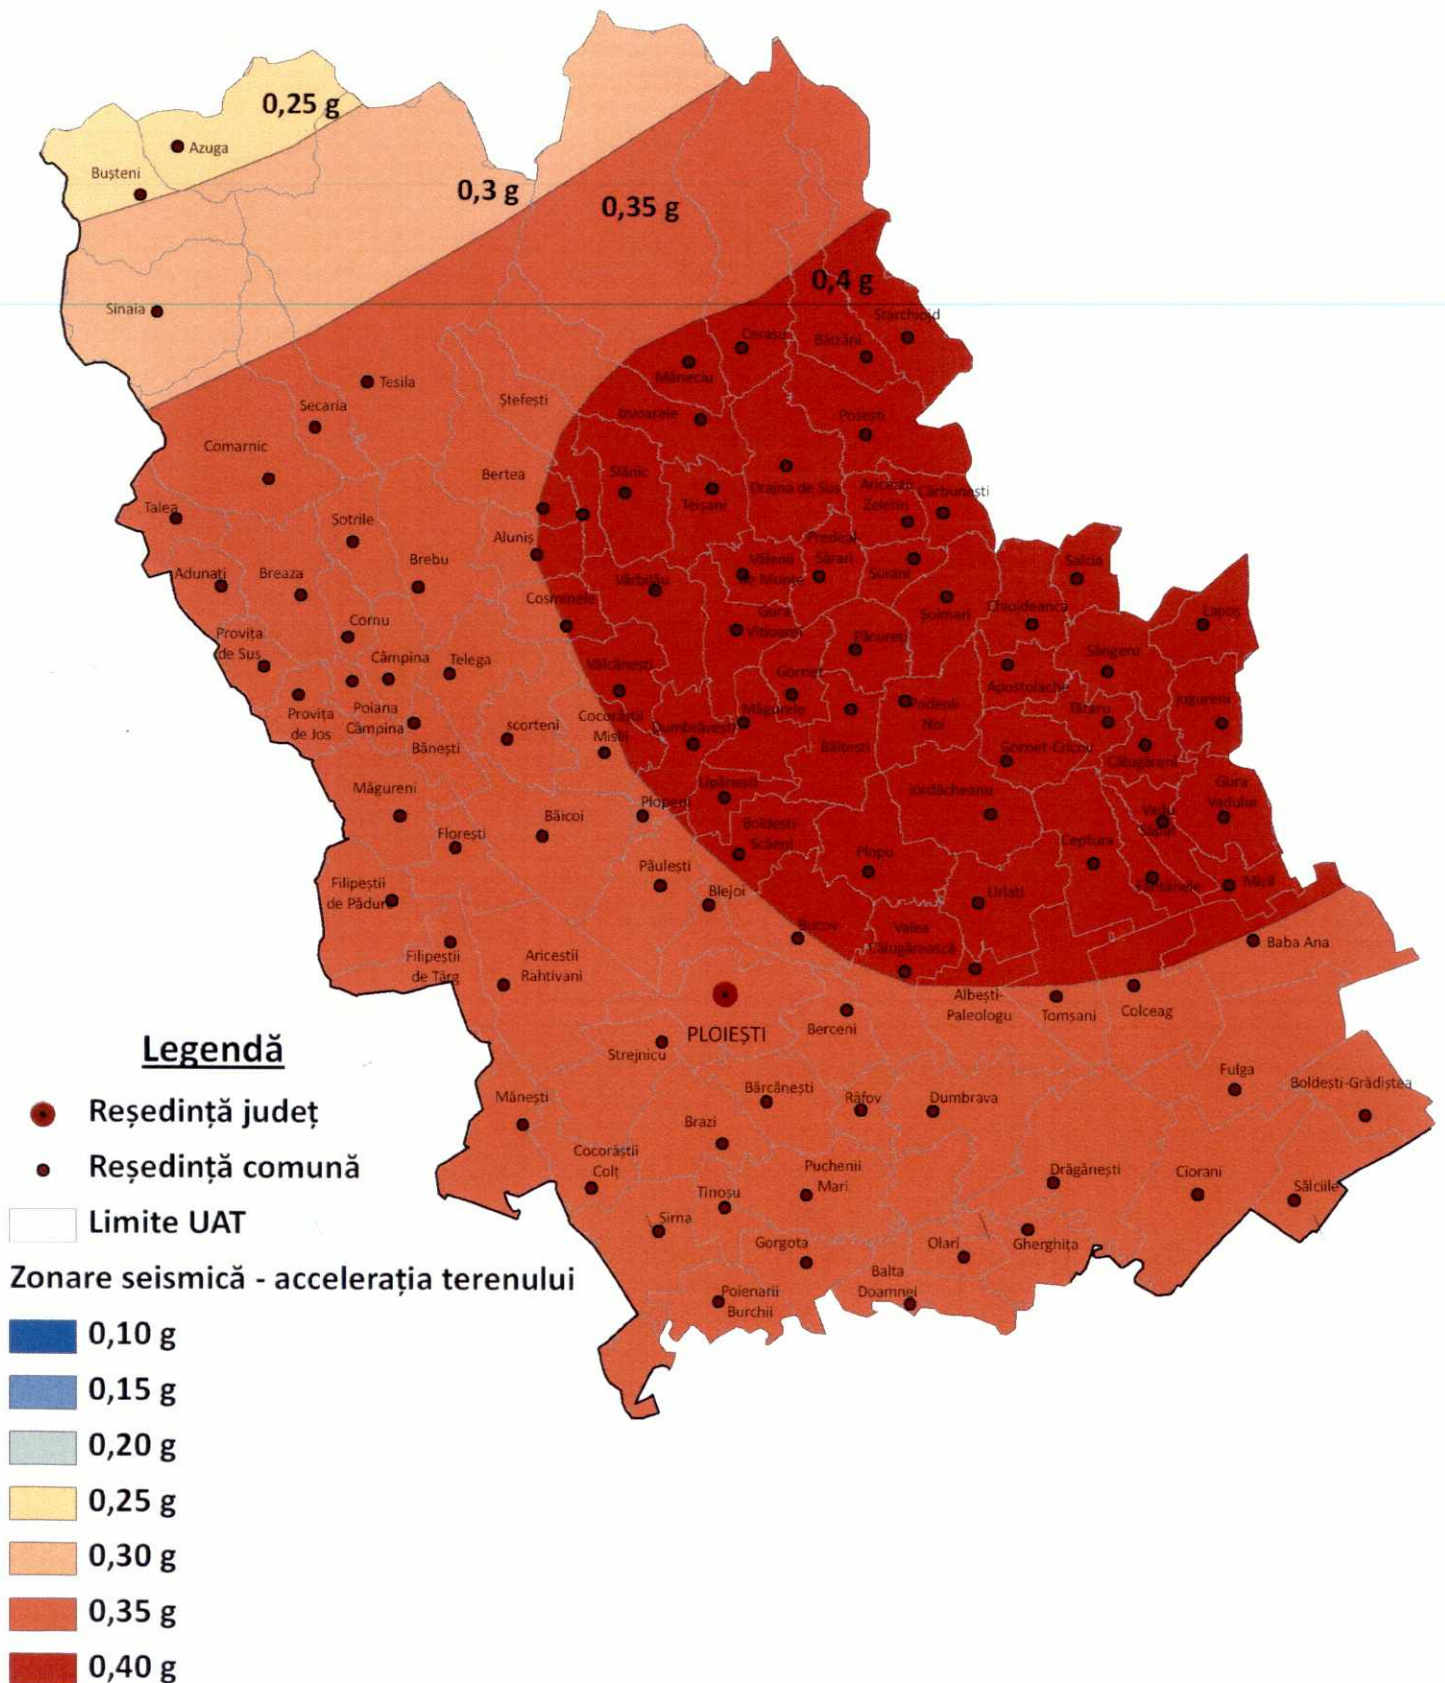 0,25 g
Azuga
Bușteni
0,3 g
0,35 g
0,4 g
Sinaia
Starchiojd
Cerașu
Bătrâni
Măneciu
Tesila
Ștefești
Secaria
Izvoarele
Posești
Comarnic
Bertea
Slănic
Teișani
Drajna de Sus
Ariceștii
Zeletin
Cărbunești
Talea
Șotrile
Aluniș
Predeal
Sărari
Brebu
Vălenii
de Munte
Surani
Salcia
Adunați
Breaza
Vărbilău
Cosminele
Soimari
Chiojdeanca
Lapoș
Gura
Vitioarei
Cornu
Păcureți
Provița
de Sus
Câmpina
Telega
Vâlcănești
Gornet
Sângeru
Apostolache
Jugureni
Provița
de Jos
Poiana
Câmpina
scorteni
Cocorăștii
Mislii
Dumbrăvești
Măgurele
Podenii
Noi
Tătaru
Bănești
Bălțești
Gornet-Cricov
Călugăreni
Măgureni
Lipănești
Iordăcheanu
Gura
Vadului
Băicoi
Plopeni
Boldești-
Scăeni
Vadu
Săpat
Florești
Plopu
Ceptura
Păulești
Filipeștii
de Pădure
Blejoi
Urlați
Fântânele
Mizil
Bucov
Valea
Călugărească
Baba Ana
Filipeștii
de Târg
Aricestii
Rahtivani
Albești-
Paleologu
Tomșani
Colceag
PLOIEȘTI
Berceni
Strejnicu
Legendă
Reședință județ
Reședință comună
Limite UAT
Zonare seismică - accelerația terenului
0,10 g
0,15 g
0,20 g
0,25 g
0,30 g
0,35 g
0,40 g
Fulga
Boldești-Grădiștea
Mănești
Bărcănești
Râfov
Dumbrava
Brazi
Cocorăștii
Colț
Puchenii
Mari
Drăgănești
Ciorani
Sălciile
Tinoșu
Sirna
Gorgota
Olari
Gherghița
Balta
Doamnei
Poienarii
Burchii